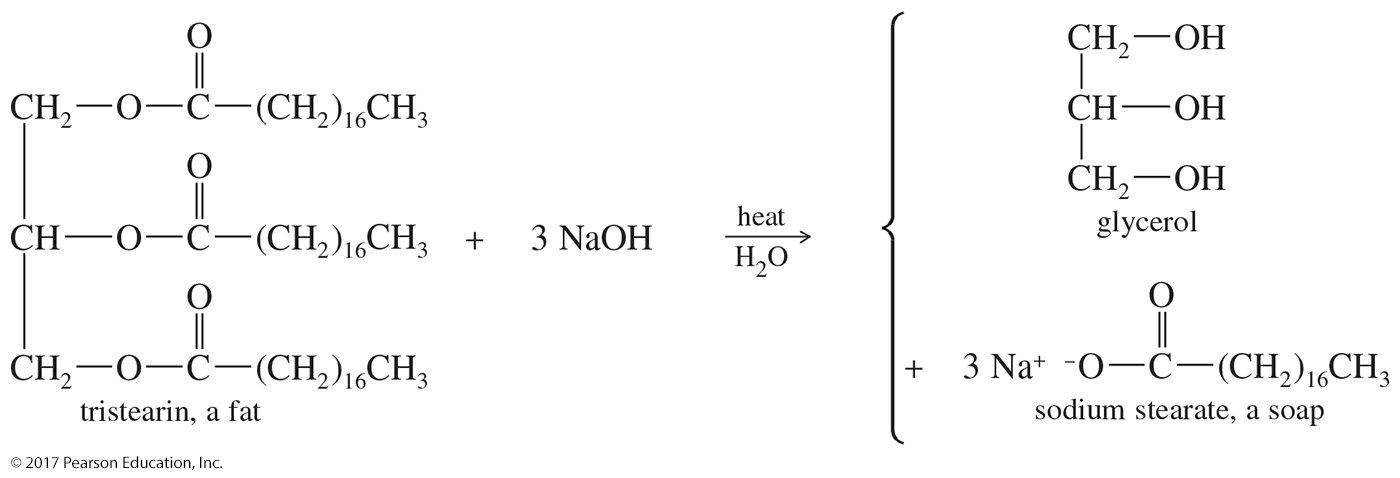 O
CH₂—O—C—(CH₂)₁₆CH₃
O
CH—O—C—(CH₂)₁₆CH₃ + 3 NaOH
O
CH₂—O—C—(CH₂)₁₆CH₃
tristearin, a fat
heat
H₂O
CH₂—OH
CH—OH
CH₂—OH
glycerol
O
+ 3 Na⁺ ⁻O—C—(CH₂)₁₆CH₃
sodium stearate, a soap
© 2017 Pearson Education, Inc.